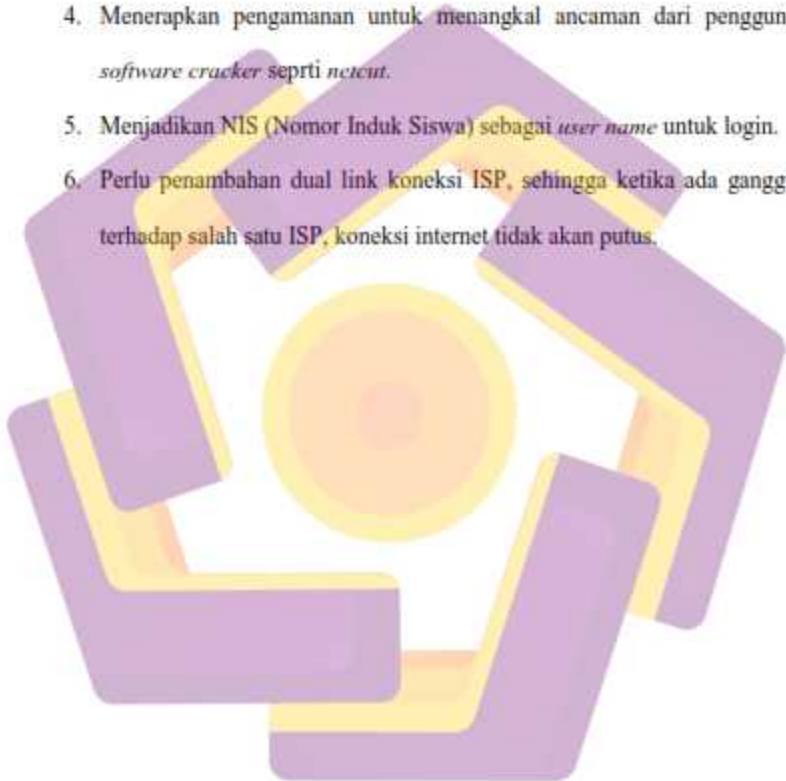 4. Menerapkan pengamanan untuk menangkal ancaman dari penggun
software cracker seprti netcut.
5. Menjadikan NIS (Nomor Induk Siswa) sebagai user name untuk login.
6. Perlu penambahan dual link koneksi ISP, sehingga ketika ada gangg
terhadap salah satu ISP, koneksi internet tidak akan putus.